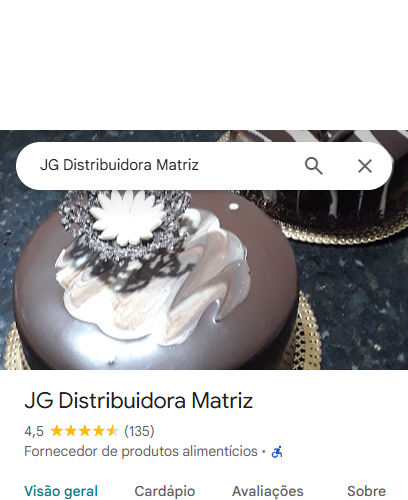 JG Distribuidora Matriz
JG Distribuidora Matriz
4,5 (135)
Fornecedor de produtos alimentícios ·
Visão geral Cardápio Avaliações Sobre